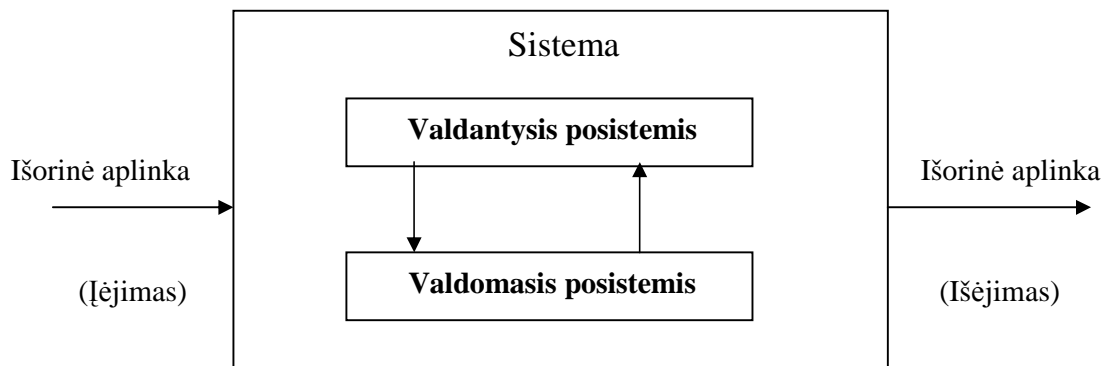 Sistema
Valdantysis posistemis
Išorinė aplinka
Išorinė aplinka
Valdomasis posistemis
(Įėjimas)
(Išėjimas)